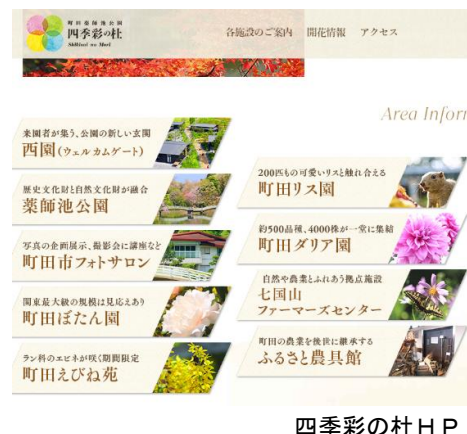 町田薬師池公園
四季彩の杜
Shikisai no Mori
各施設のご案内 開花情報 アクセス
Area Infor
来園者が集う、公園の新しい玄関
西園(ウェルカムゲート)
歴史文化財と自然文化財が融合
薬師池公園
写真の企画展示、撮影会に講座など
町田市フォトサロン
関東最大級の規模は見応えあり
町田ぼたん園
ラン科のエビネが咲く期間限定
町田えびね苑
200匹もの可愛いリスと触れ合える
町田リス園
約500品種、4000株が一堂に集結
町田ダリア園
自然や農業とふれあう拠点施設
七国山
ファーマーズセンター
町田の農業を後世に継承する
ふるさと農具館
四季彩の杜ＨＰ